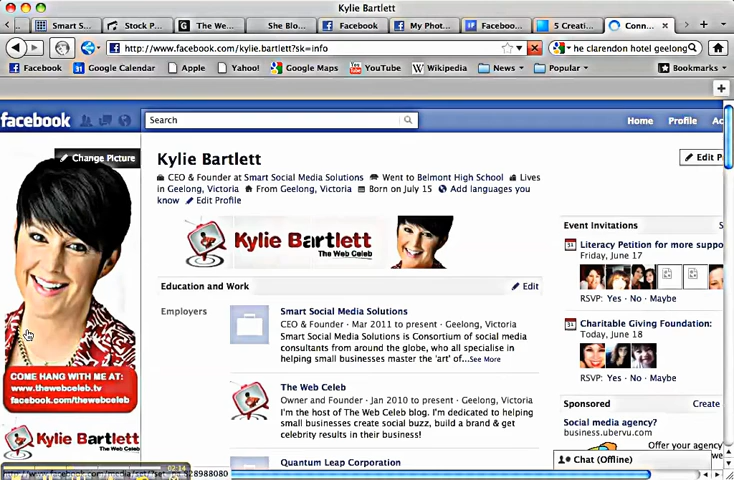 Kylie Bartlett
Smart S... Stock P... The We... She Blo... Facebook My Phot... Faceboo... 5 Creati... Conn...
http://www.facebook.com/kylie.bartlett?sk=info
he clarendon hotel geelong
Facebook Google Calendar Apple Yahoo! Google Maps YouTube Wikipedia News Popular Bookmarks
facebook Search Home Profile Ac
Change Picture
Kylie Bartlett
Edit P
CEO & Founder at Smart Social Media Solutions Went to Belmont High School Lives
in Geelong, Victoria From Geelong, Victoria Born on July 15 Add languages you
know Edit Profile
Kylie Bartlett
The Web Celeb
Education and Work Edit
Employers
Smart Social Media Solutions
CEO & Founder · Mar 2011 to present · Geelong, Victoria
Smart Social Media Solutions is Consortium of social media
consultants from around the globe, who all specialise in
helping small businesses master the 'art' of...See More
The Web Celeb
Owner and Founder · Jan 2010 to present · Geelong,
Victoria
I'm the host of The Web Celeb blog. I'm dedicated to helping
small businesses create social buzz, build a brand & get
celebrity results in their business!
Quantum Leap Corporation
Event Invitations S
31 Literacy Petition for more suppo
Friday, June 17
RSVP: Yes · No · Maybe
31 Charitable Giving Foundation:
Saturday, June 18
RSVP: Yes · No · Maybe
Sponsored Create
Social media agency?
business.ubervu.com
Offer your agency
Chat (Offline)
COME HANG WITH ME AT:
www.thewebceleb.tv
facebook.com/thewebceleb
Kylie Bartlett
02:14